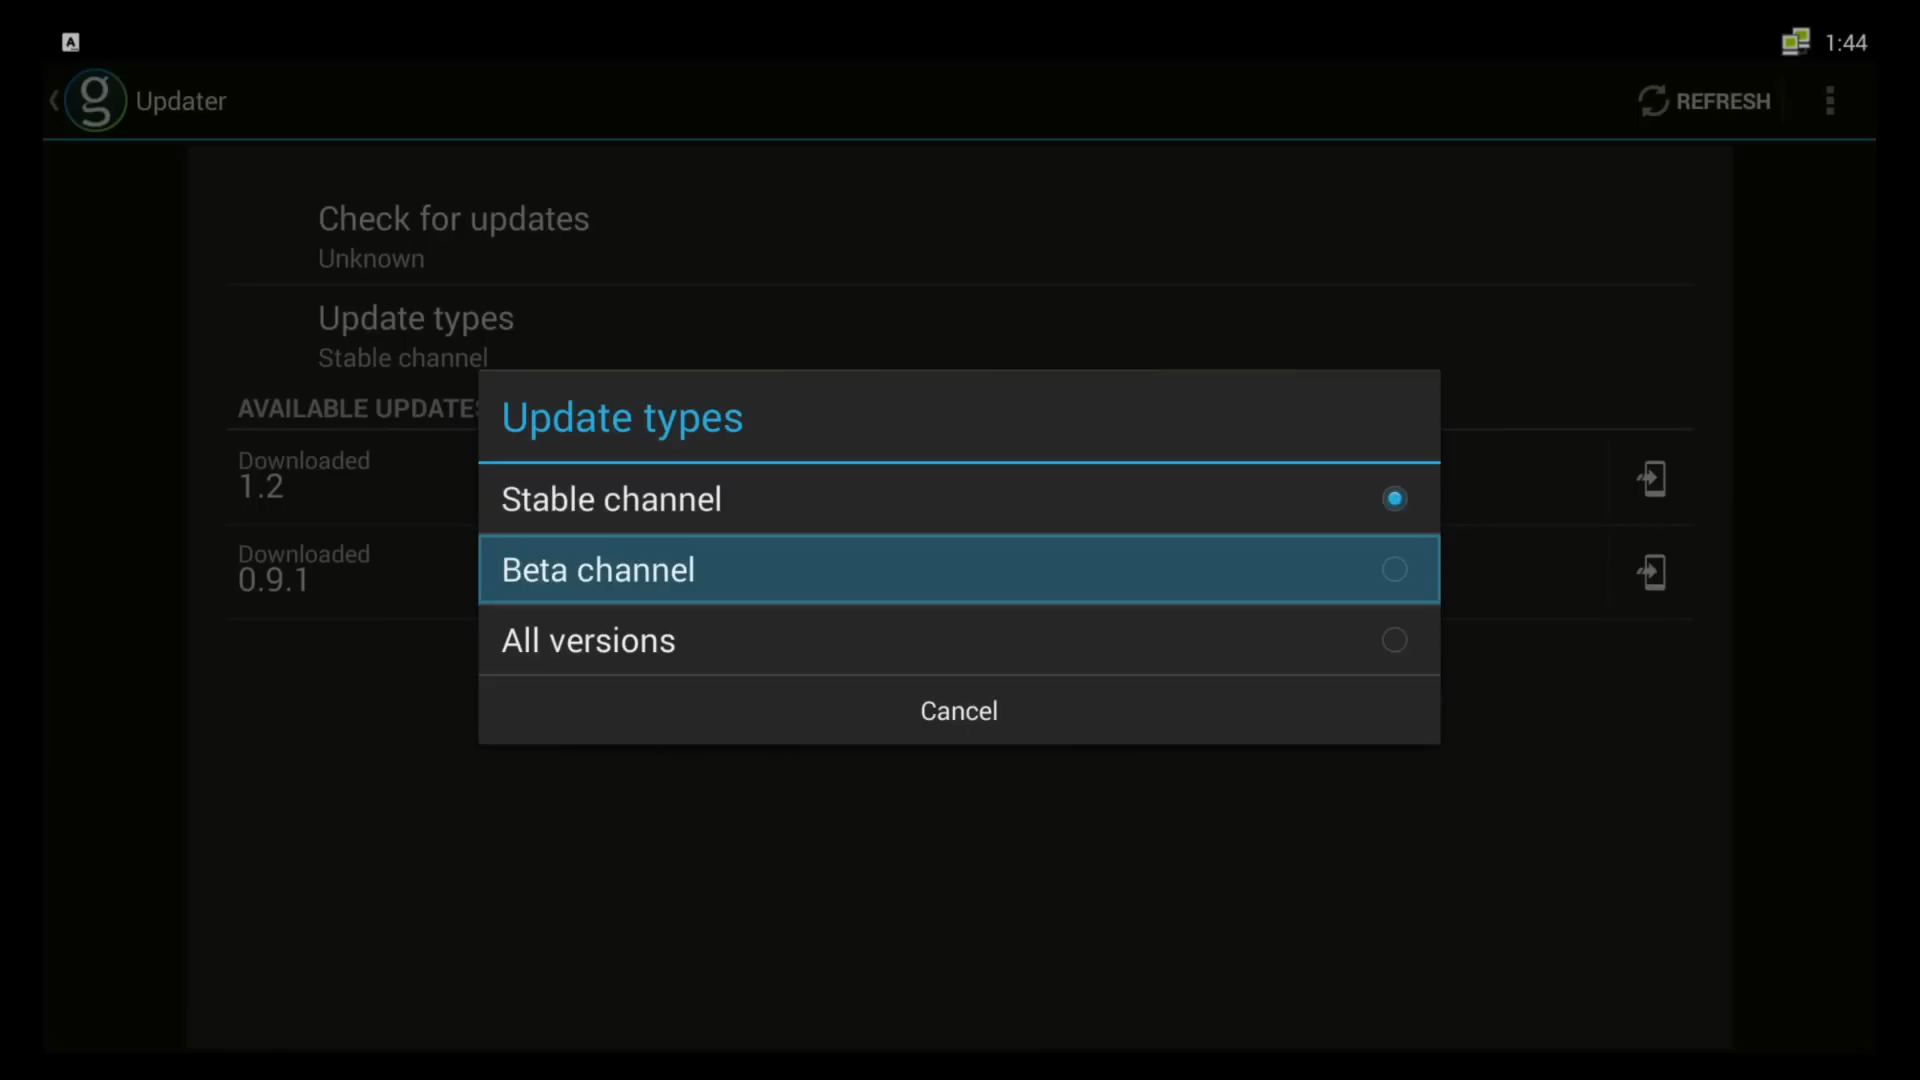 A
1:44
g
Updater
REFRESH
Check for updates
Unknown
Update types
Stable channel
AVAILABLE UPDATES
Downloaded
1.2
Downloaded
0.9.1
Update types
Stable channel
Beta channel
All versions
Cancel